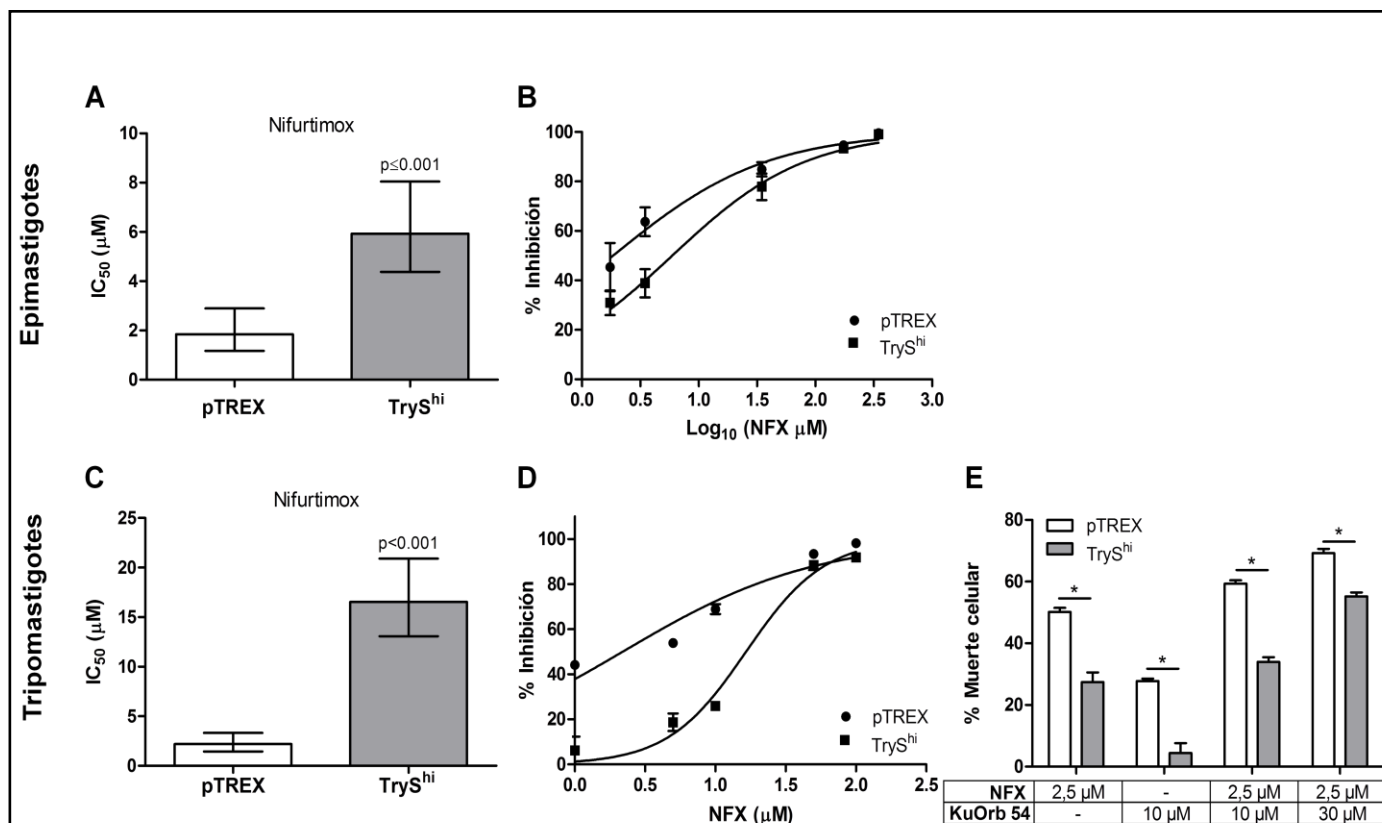 Epimastigotes
A
Nifurtimox
p≤0.001
IC50 (μM)
10
8
6
4
2
0
pTREX
TryShi
B
% Inhibición
100
80
60
40
20
0
0.0 0.5 1.0 1.5 2.0 2.5 3.0
Log10 (NFX μM)
pTREX
TryShi
Tripomastigotes
C
Nifurtimox
p<0.001
IC50 (μM)
25
20
15
10
5
0
pTREX
TryShi
D
% Inhibición
100
80
60
40
20
0
0.0 0.5 1.0 1.5 2.0
NFX (μM)
pTREX
TryShi
E
% Muerte celular
80
60
40
20
0
pTREX
TryShi
* * * *
NFX 2,5 μM - 2,5 μM 2,5 μM
KuOrb 54 - 10 μM 10 μM 30 μM